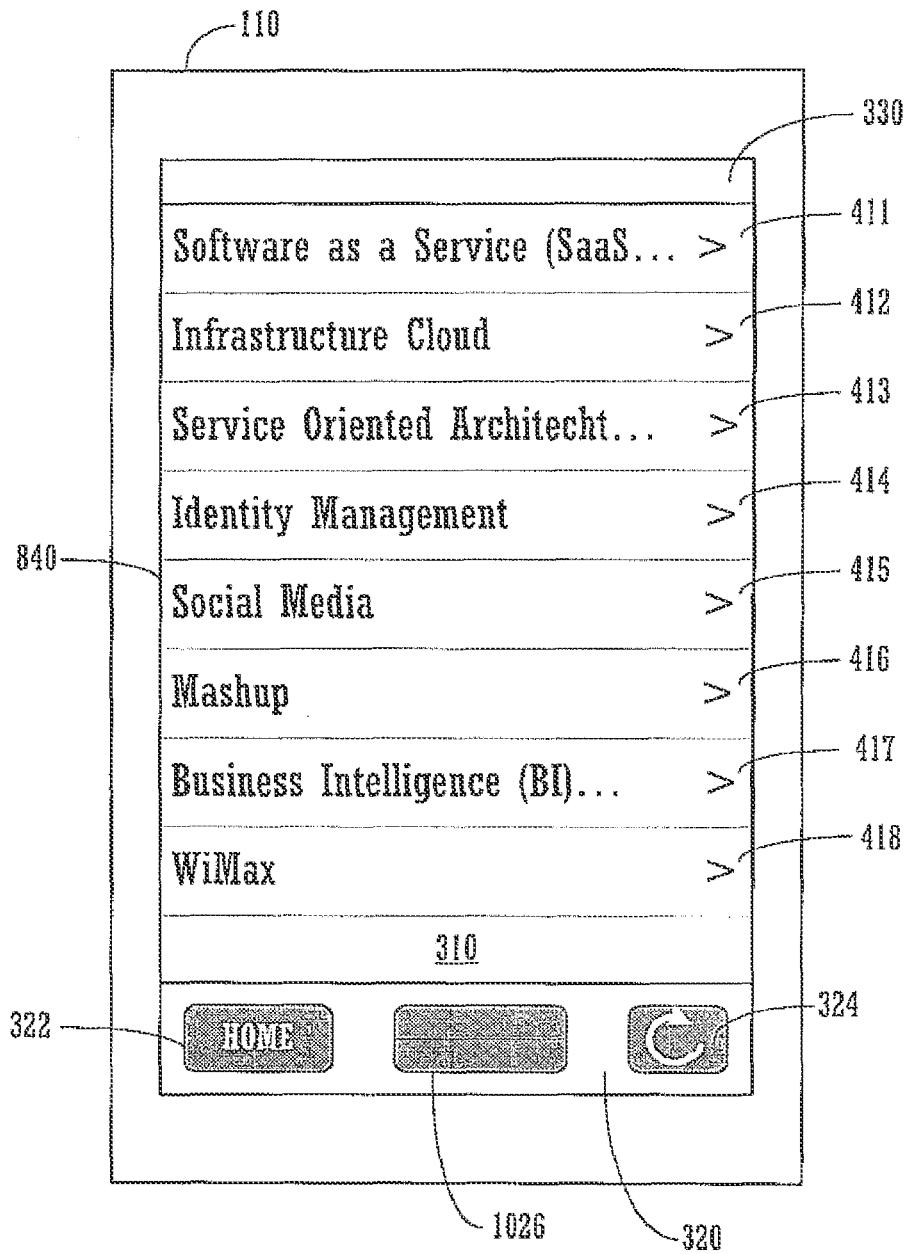 110
330
Software as a Service (SaaS... >
411
Infrastructure Cloud >
412
Service Oriented Architecht... >
413
Identity Management >
414
840
Social Media >
415
Mashup >
416
Business Intelligence (BI)... >
417
WiMax >
418
310
322
HOME
324
1026
320